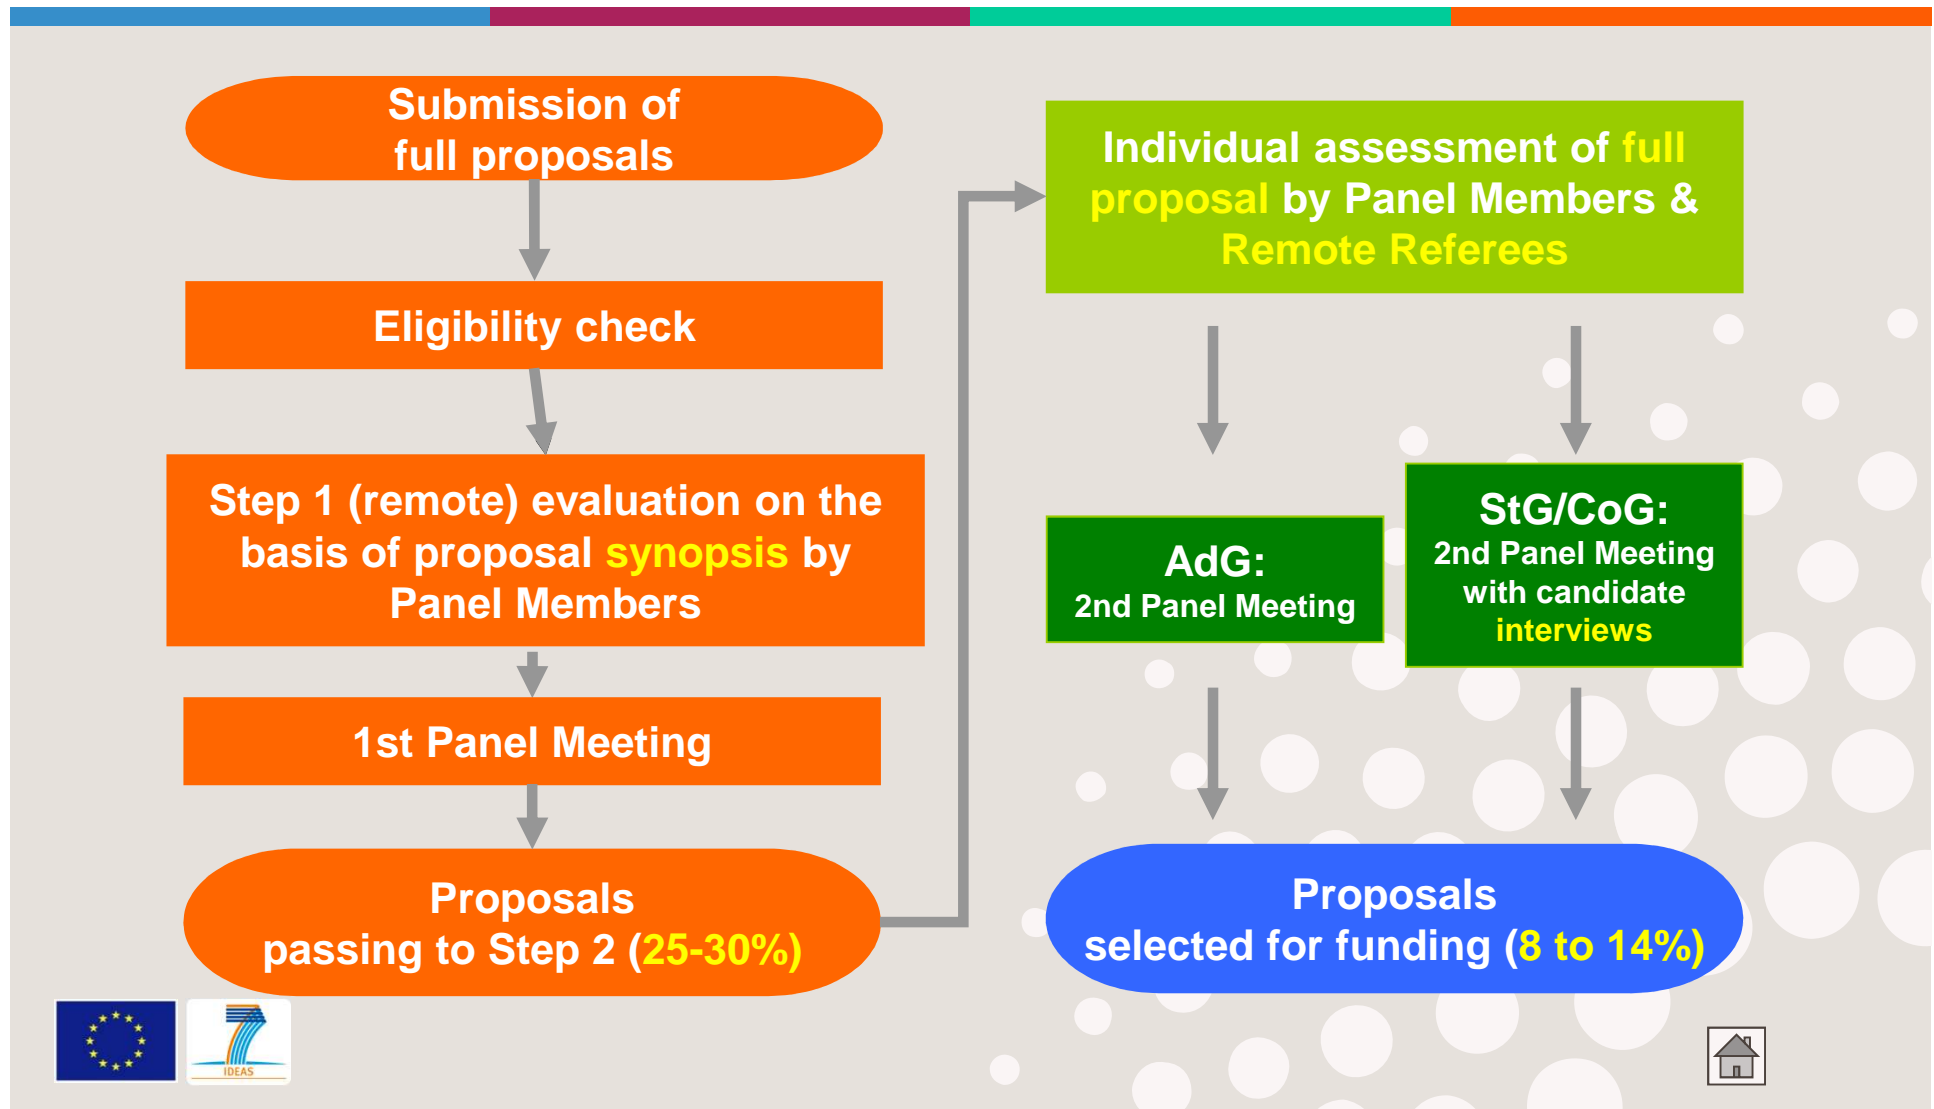 Submission of
full proposals
Eligibility check
Step 1 (remote) evaluation on the
basis of proposal synopsis by
Panel Members
1st Panel Meeting
Proposals
passing to Step 2 (25-30%)
Individual assessment of full
proposal by Panel Members &
Remote Referees
AdG:
2nd Panel Meeting
StG/CoG:
2nd Panel Meeting
with candidate
interviews
Proposals
selected for funding (8 to 14%)
7
IDEAS